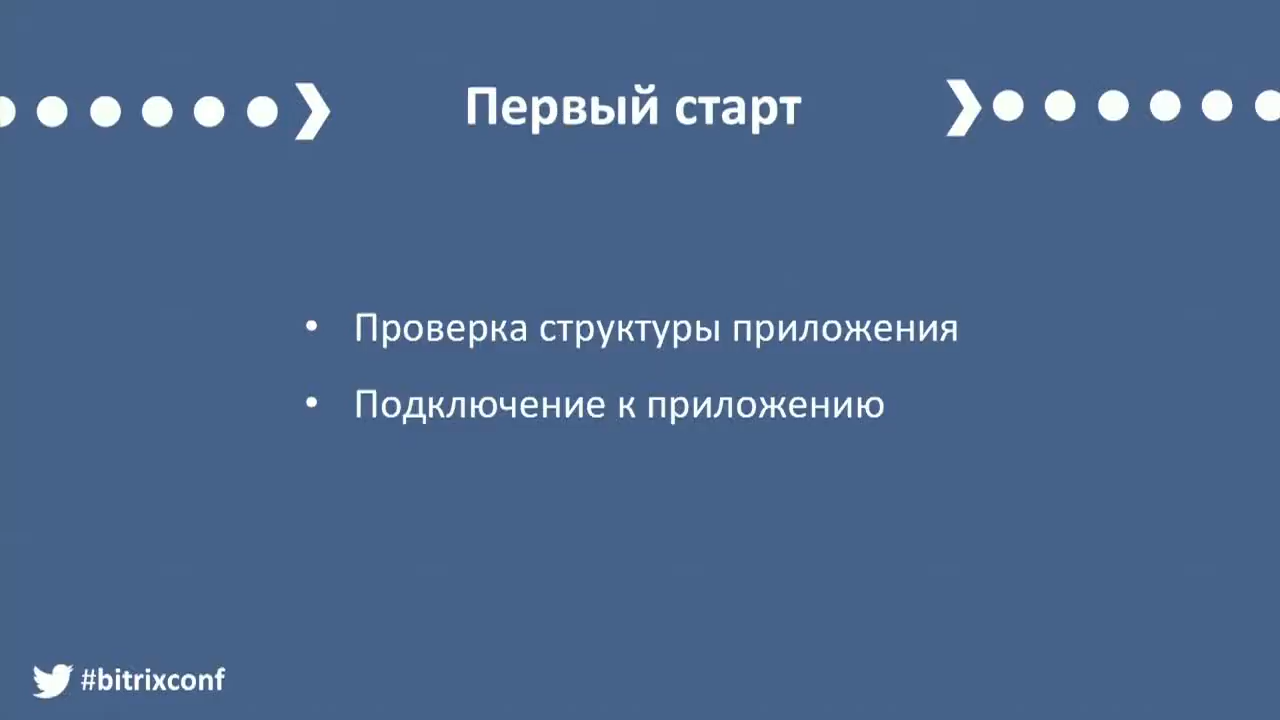 Первый старт
• Проверка структуры приложения
• Подключение к приложению
#bitrixconf